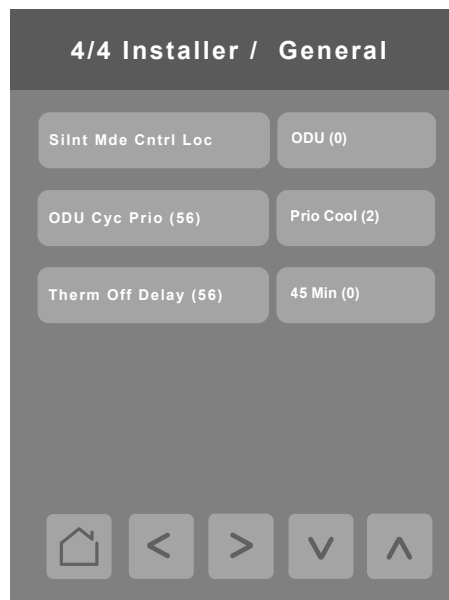 4/4 Installer / General
Silnt Mde Cntrl Loc
ODU (0)
ODU Cyc Prio (56)
Prio Cool (2)
Therm Off Delay (56)
45 Min (0)